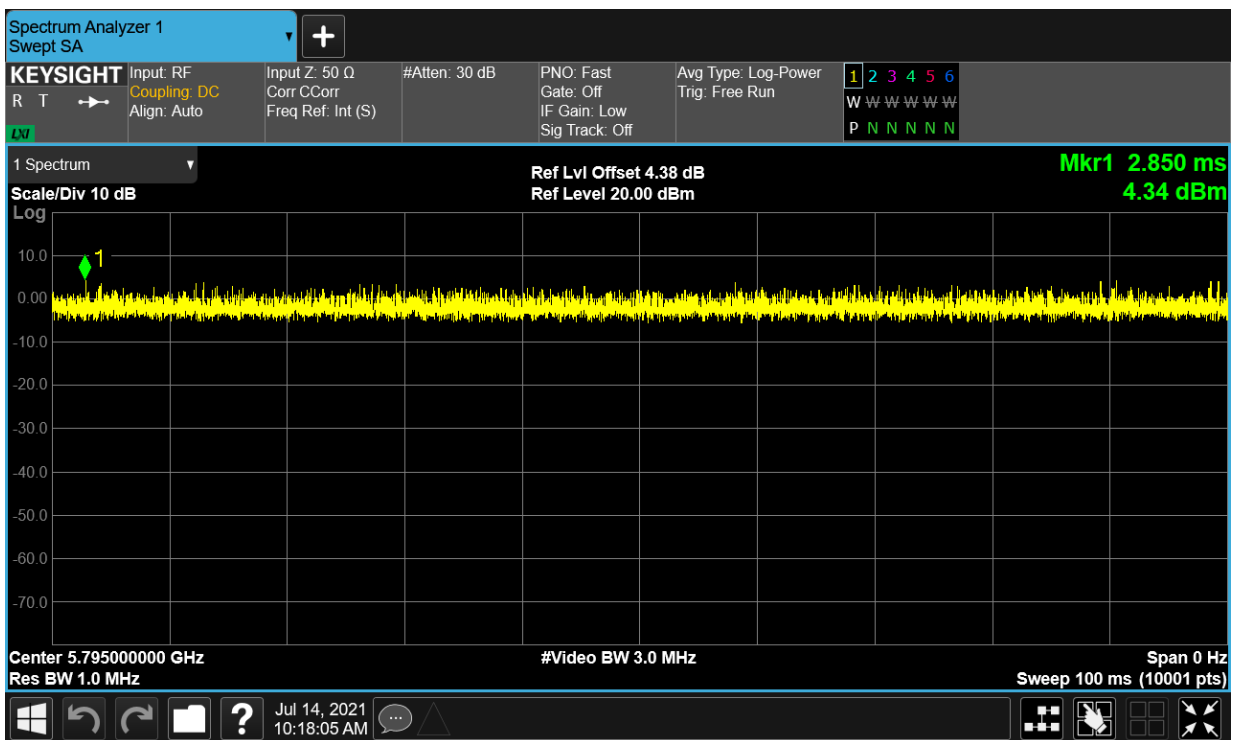 Spectrum Analyzer 1
Swept SA
KEYSIGHT
R T
LXI
Input: RF
Coupling: DC
Align: Auto
Input Z: 50 Ω
Corr CCorr
Freq Ref: Int (S)
#Atten: 30 dB
PNO: Fast
Gate: Off
IF Gain: Low
Sig Track: Off
Avg Type: Log-Power
Trig: Free Run
1 2 3 4 5 6
W W W W W W
P N N N N N
1 Spectrum
Scale/Div 10 dB
Log
Ref Lvl Offset 4.38 dB
Ref Level 20.00 dBm
Mkr1 2.850 ms
4.34 dBm
10.0
1
0.00
-10.0
-20.0
-30.0
-40.0
-50.0
-60.0
-70.0
Center 5.795000000 GHz
Res BW 1.0 MHz
#Video BW 3.0 MHz
Span 0 Hz
Sweep 100 ms (10001 pts)
?
Jul 14, 2021
10:18:05 AM